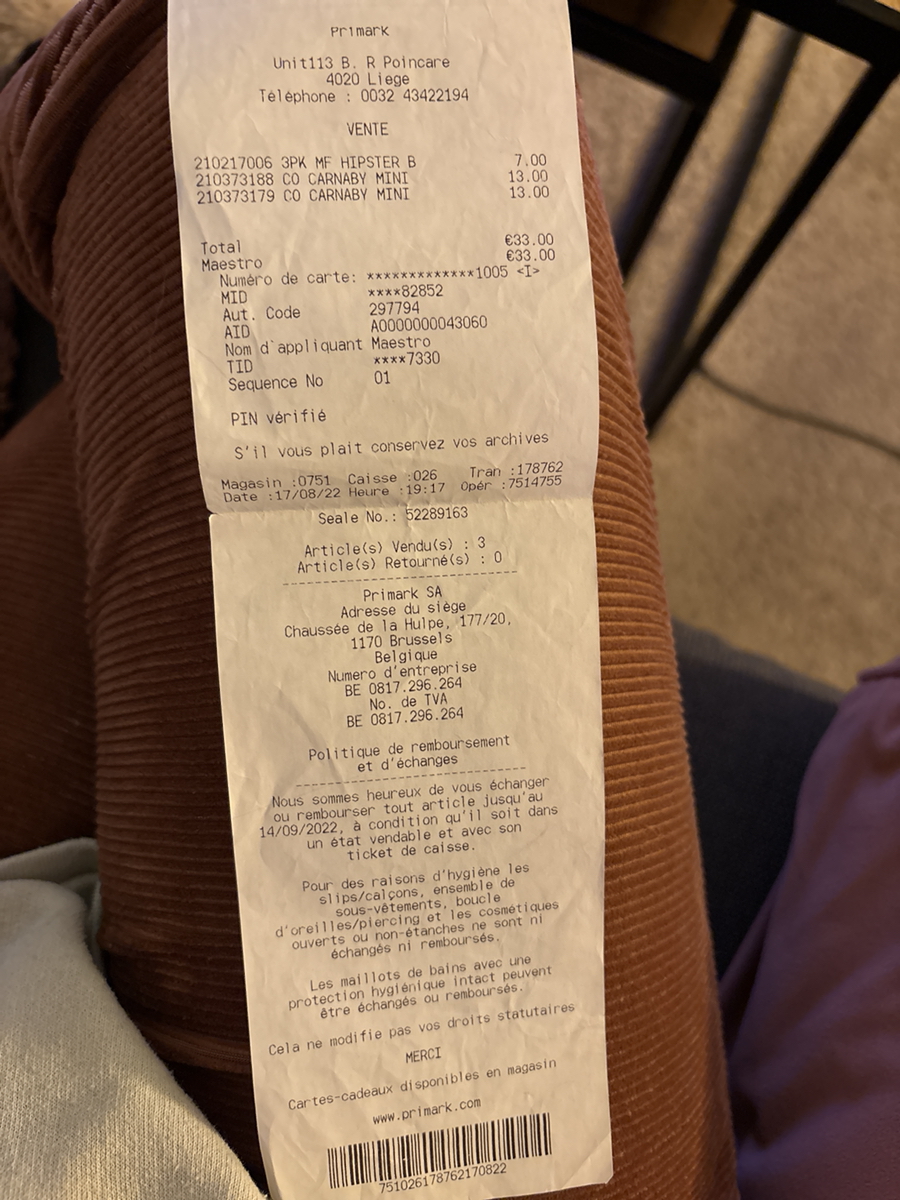 Primark
Unit113 B. R Poincare
4020 Liege
Téléphone : 0032 43422194
VENTE
210217006 3PK MF HIPSTER B 7.00
210373188 CO CARNABY MINI 13.00
210373179 CO CARNABY MINI 13.00
Total €33.00
Maestro €33.00
Numéro de carte: *************1005 <I>
MID ****82852
Aut. Code 297794
AID A0000000043060
Nom d`appliquant Maestro
TID ****7330
Sequence No 01
PIN vérifié
S'il vous plait conservez vos archives
Magasin :0751 Caisse :026 Tran :178762
Date :17/08/22 Heure :19:17 Opér :7514755
Seale No.: 52289163
Article(s) Vendu(s) : 3
Article(s) Retourné(s) : 0
Primark SA
Adresse du siège
Chaussée de la Hulpe, 177/20,
1170 Brussels
Belgique
Numero d'entreprise
BE 0817.296.264
No. de TVA
BE 0817.296.264
Politique de remboursement
et d'échanges
Nous sommes heureux de vous échanger
ou rembourser tout article jusqu'au
14/09/2022, à condition qu'il soit dans
un état vendable et avec son
ticket de caisse.
Pour des raisons d'hygiène les
slips/calçons, ensemble de
sous-vêtements, boucle
d'oreilles/piercing et les cosmétiques
ouverts ou non-étanches ne sont ni
échangés ni remboursés.
Les maillots de bains avec une
protection hygiénique intact peuvent
être échangés ou remboursés.
Cela ne modifie pas vos droits statutaires
MERCI
Cartes-cadeaux disponibles en magasin
www.primark.com
751026178762170822